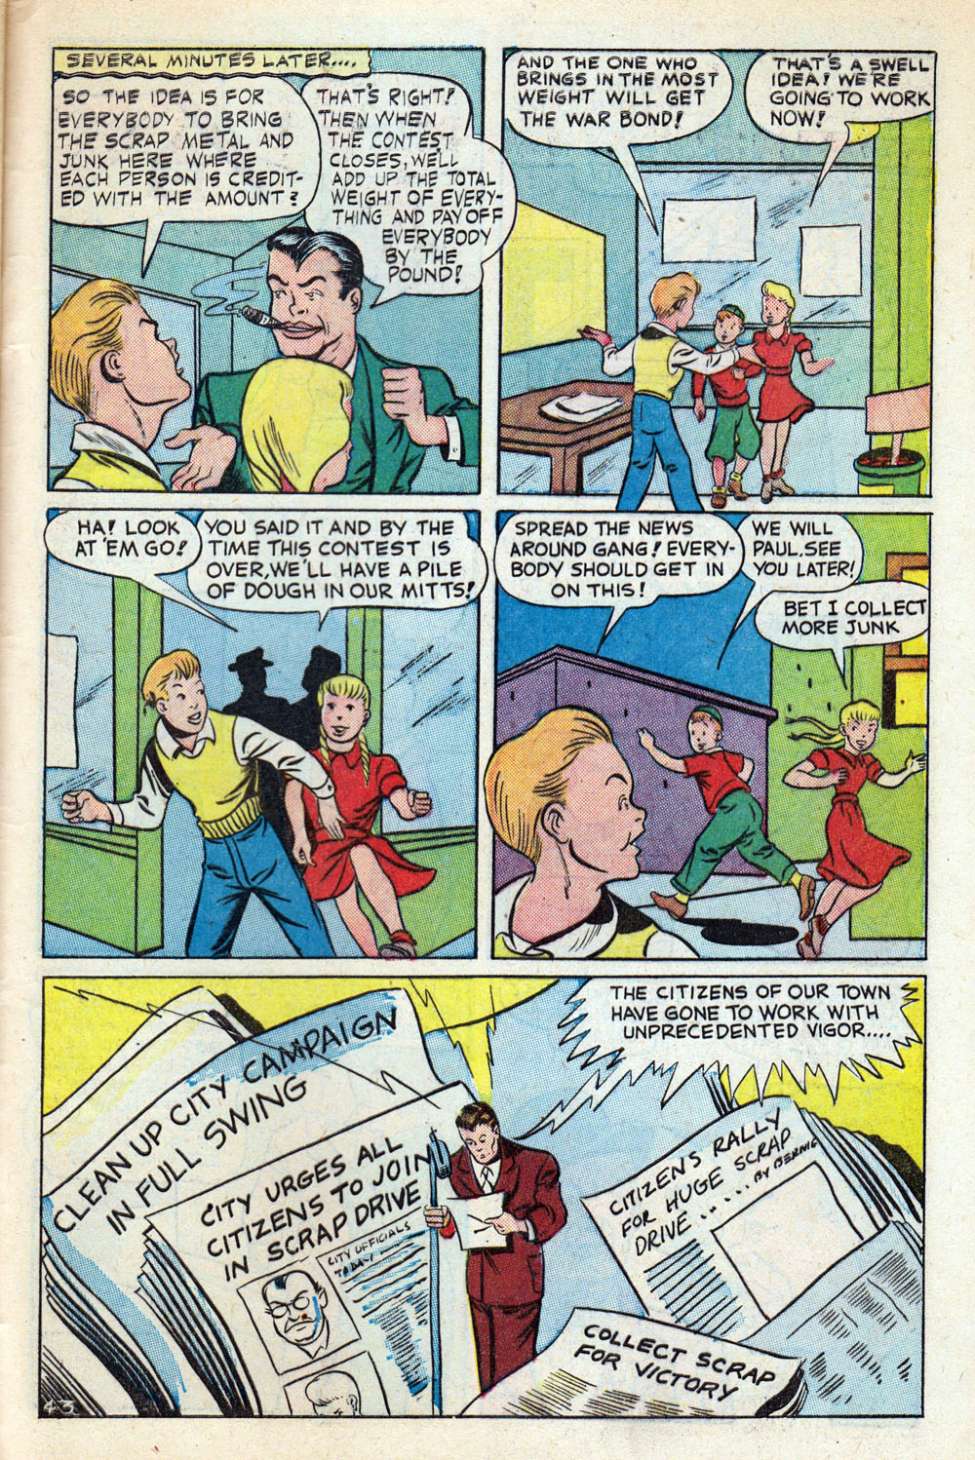 SEVERAL MINUTES LATER....
SO THE IDEA IS FOR
EVERYBODY TO BRING
THE SCRAP METAL AND
JUNK HERE WHERE
EACH PERSON IS CREDIT-
ED WITH THE AMOUNT?
THAT'S RIGHT!
THEN WHEN
THE CONTEST
CLOSES, WE'LL
ADD UP THE TOTAL
WEIGHT OF EVERY-
THING AND PAY OFF
EVERYBODY
BY THE
POUND!
AND THE ONE WHO
BRINGS IN THE MOST
WEIGHT WILL GET
THE WAR BOND!
THAT'S A SWELL
IDEA! WE'RE
GOING TO WORK
NOW!
HA! LOOK
AT 'EM GO!
YOU SAID IT AND BY THE
TIME THIS CONTEST IS
OVER, WE'LL HAVE A PILE
OF DOUGH IN OUR MITTS!
SPREAD THE NEWS
AROUND GANG! EVERY-
BODY SHOULD GET IN
ON THIS!
WE WILL
PAUL, SEE
YOU LATER!
BET I COLLECT
MORE JUNK
THE CITIZENS OF OUR TOWN
HAVE GONE TO WORK WITH
UNPRECEDENTED VIGOR....
CLEAN UP CITY CAMPAIGN
IN FULL SWING
CITY URGES ALL
CITIZENS TO JOIN
IN SCRAP DRIVE
CITY OFFICIALS
TODAY
CITIZENS RALLY
FOR HUGE SCRAP
DRIVE.....BY BERNIE
COLLECT SCRAP
FOR VICTORY
43